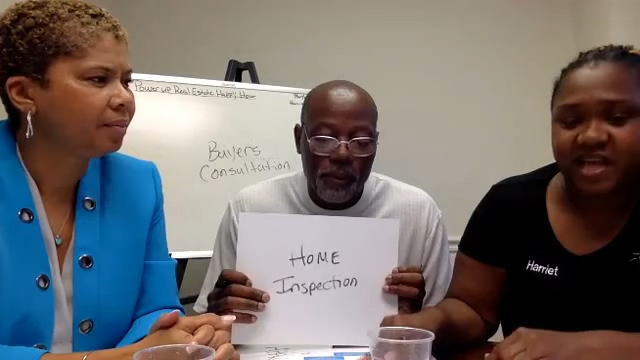 Power up Real Estate Happy Hour
Buyers
Consultation
HOME
Inspection
Harriet